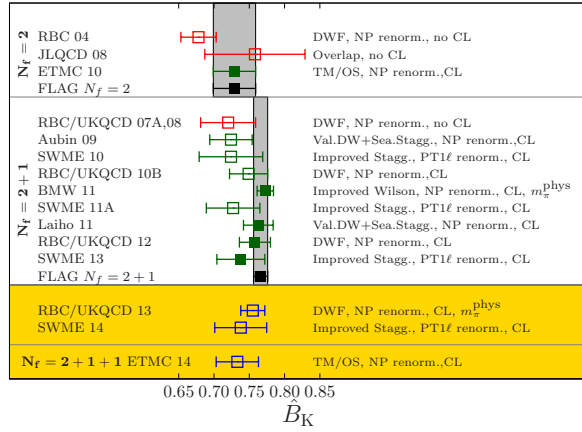 N_f = 2
RBC 04 DWF, NP renorm., no CL
JLQCD 08 Overlap, no CL
ETMC 10 TM/OS, NP renorm.,CL
FLAG N_f = 2
N_f = 2 + 1
RBC/UKQCD 07A,08 DWF, NP renorm., no CL
Aubin 09 Val.DW+Sea.Stagg., NP renorm.,CL
SWME 10 Improved Stagg., PT1ℓ renorm., CL
RBC/UKQCD 10B DWF, NP renorm.,CL
BMW 11 Improved Wilson, NP renorm., CL, m_π^phys
SWME 11A Improved Stagg., PT1ℓ renorm., CL
Laiho 11 Val.DW+Sea.Stagg., NP renorm., CL
RBC/UKQCD 12 DWF, NP renorm., CL
SWME 13 Improved Stagg., PT1ℓ renorm., CL
FLAG N_f = 2 + 1
RBC/UKQCD 13 DWF, NP renorm., CL, m_π^phys
SWME 14 Improved Stagg., PT1ℓ renorm., CL
N_f = 2 + 1 + 1 ETMC 14 TM/OS, NP renorm.,CL
0.65 0.70 0.75 0.80 0.85
B̂_K